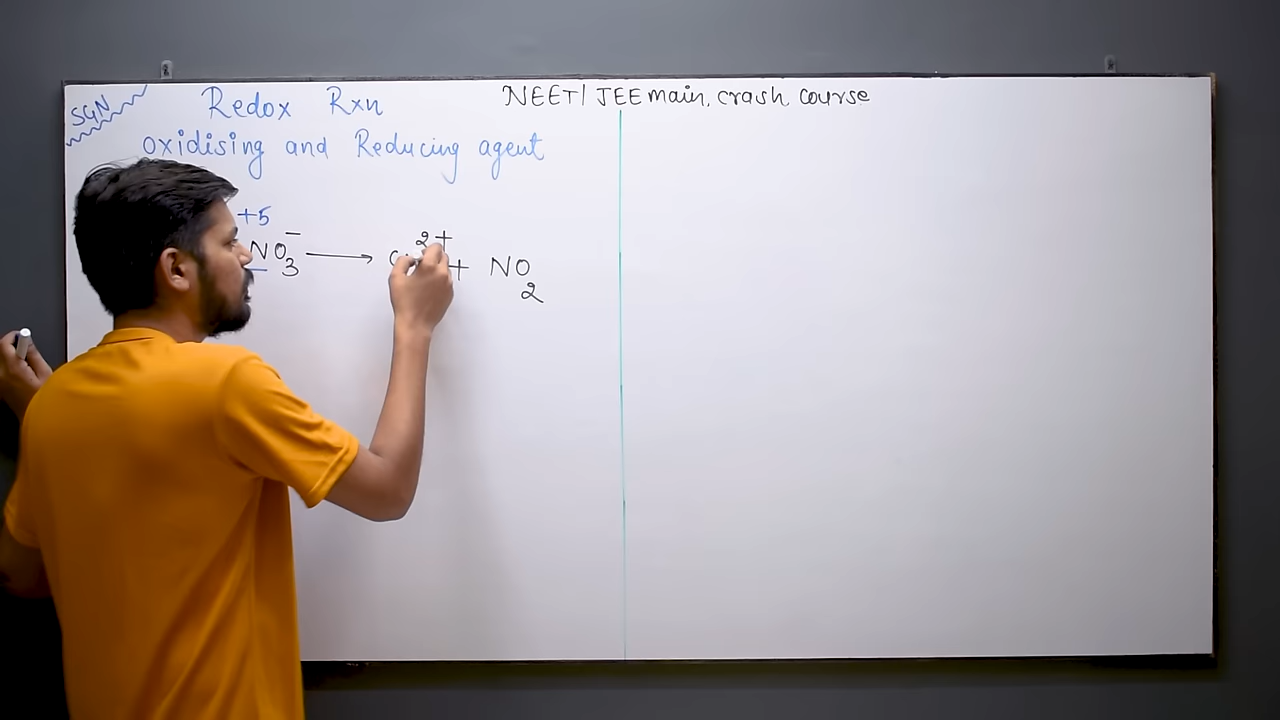 SGN
Redox Rxn
NEET/ JEE main, crash course
oxidising and Reducing agent
+5
NO3⁻ ⟶ 2+ + NO2